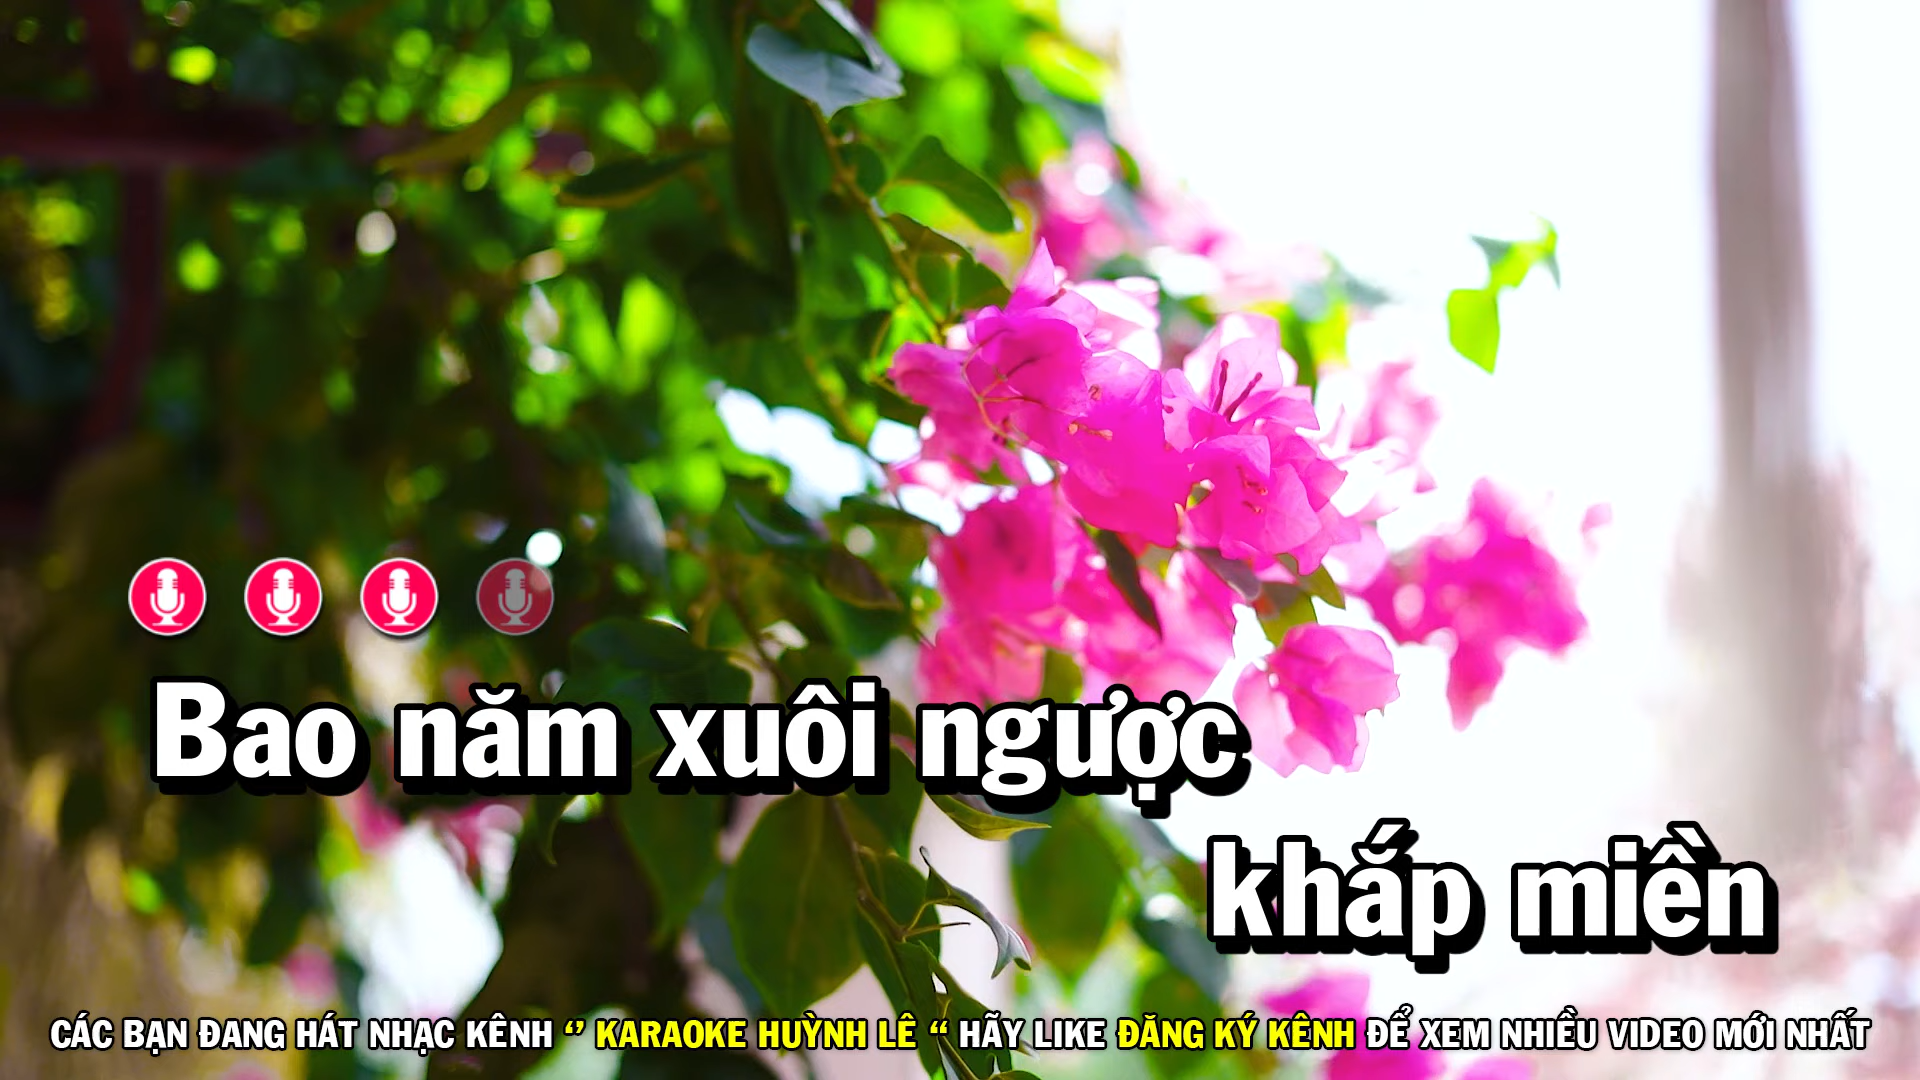 Bao năm xuôi ngược
khắp miền
CÁC BẠN ĐANG HÁT NHẠC KÊNH ‘’ KARAOKE HUỲNH LÊ “ HÃY LIKE ĐĂNG KÝ KÊNH ĐỂ XEM NHIỀU VIDEO MỚI NHẤT